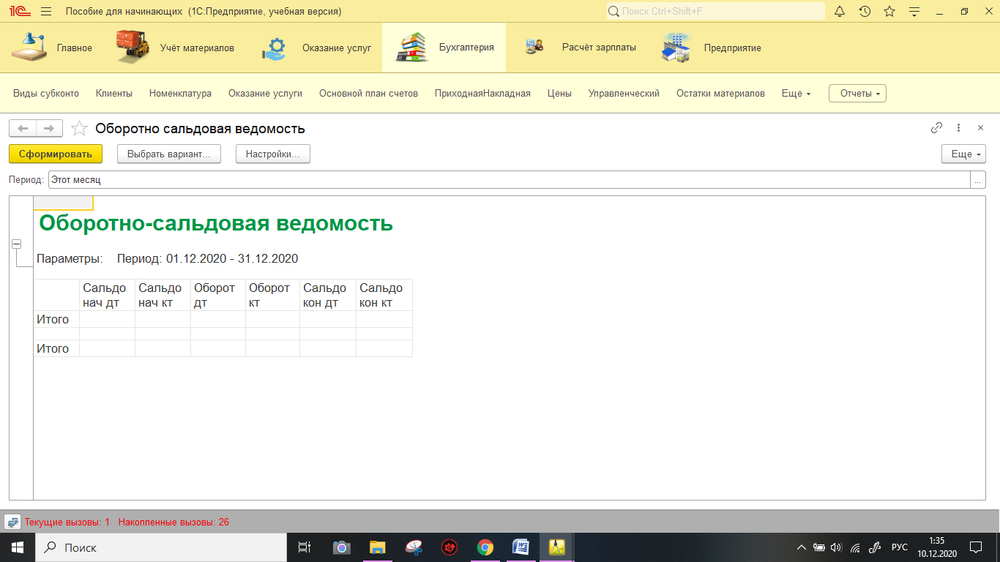 1С Пособие для начинающих (1С:Предприятие, учебная версия) Поиск Ctrl+Shift+F
Главное Учёт материалов Оказание услуг Бухгалтерия Расчёт зарплаты Предприятие
Виды субконто Клиенты Номенклатура Оказание услуги Основной план счетов ПриходнаяНакладная Цены Управленческий Остатки материалов Еще Отчеты
Оборотно сальдовая ведомость
Сформировать Выбрать вариант... Настройки... Еще
Период: Этот месяц ...
Оборотно-сальдовая ведомость
Параметры: Период: 01.12.2020 - 31.12.2020
Сальдо Сальдо Оборот Оборот Сальдо Сальдо
нач дт нач кт дт кт кон дт кон кт
Итого
Итого
Текущие вызовы: 1 Накопленные вызовы: 26
Поиск РУС 1:35
10.12.2020